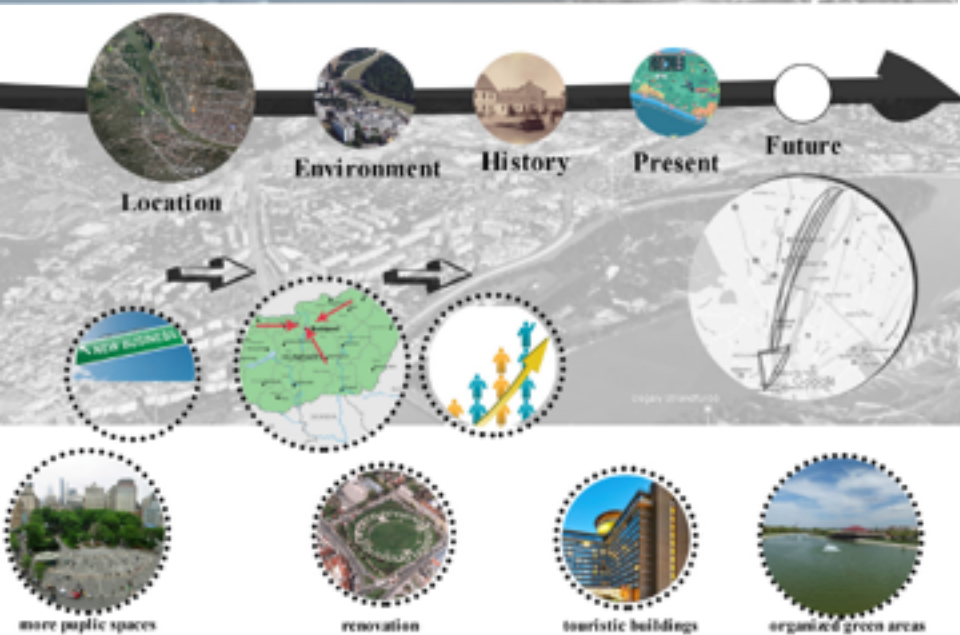 Location
Environment
History
Present
Future
NEW BUSINESS
more puplic spaces
renovation
touristic buildings
organized green areas